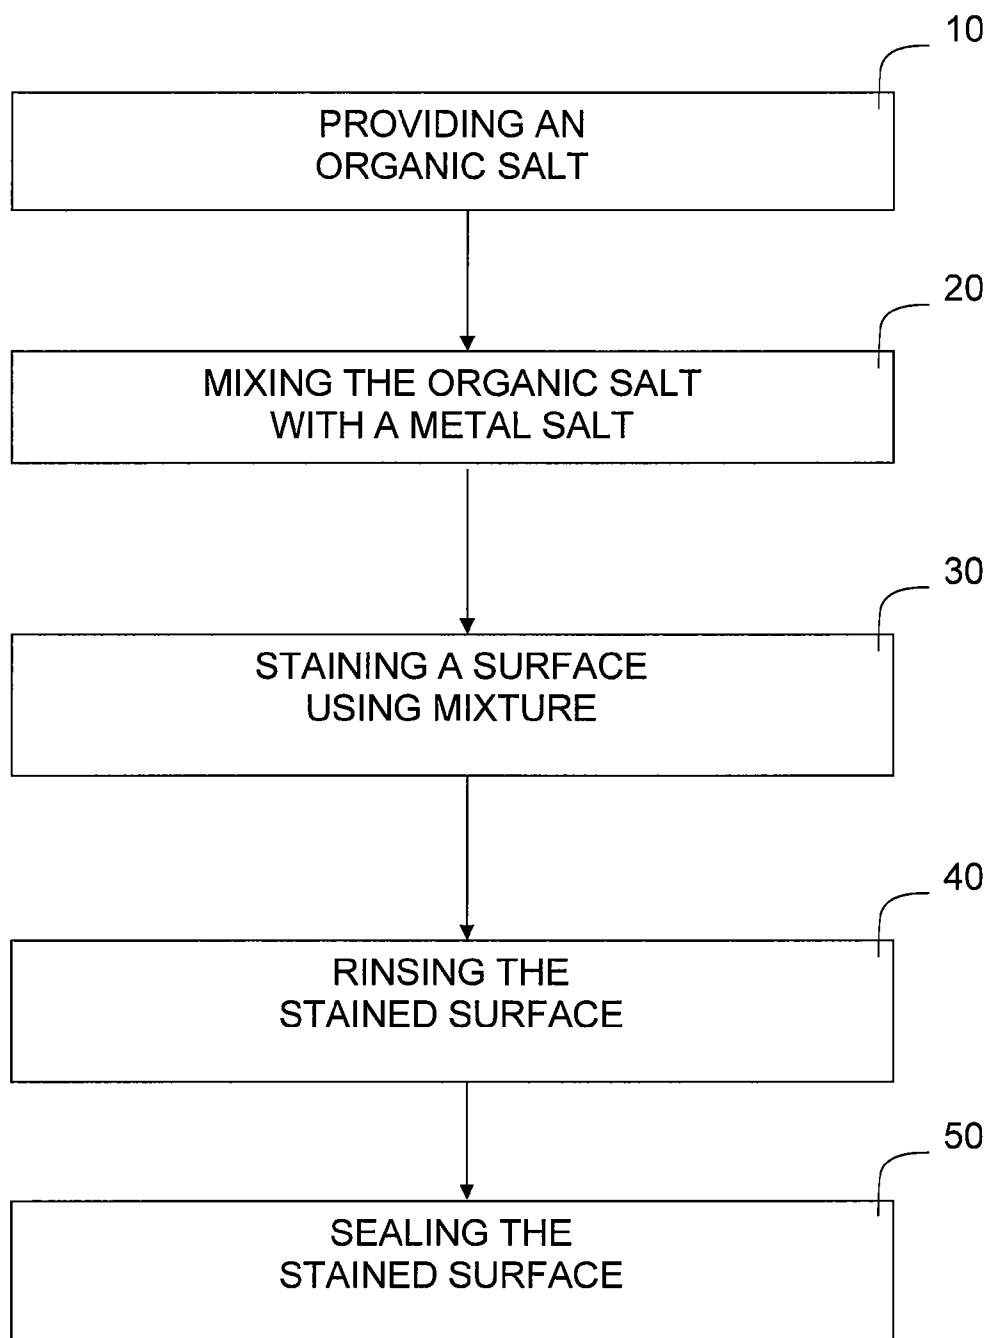 10
PROVIDING AN
ORGANIC SALT
20
MIXING THE ORGANIC SALT
WITH A METAL SALT
30
STAINING A SURFACE
USING MIXTURE
40
RINSING THE
STAINED SURFACE
50
SEALING THE
STAINED SURFACE